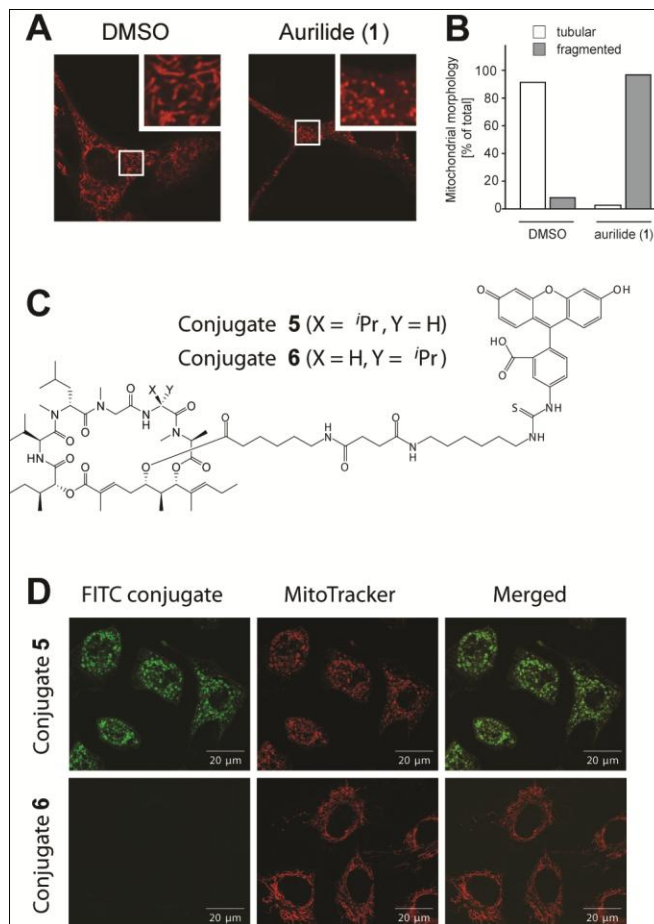 A
DMSO
Aurilide (1)
B
Mitochondrial morphology
[% of total]
100
80
60
40
20
0
tubular
fragmented
DMSO
aurilide (1)
C
Conjugate 5 (X = iPr, Y = H)
Conjugate 6 (X = H, Y = iPr)
O O OH
HO
O
S NH
NH
X Y
O O
N N HN
O
N
O
H
N
O
O
N
H
O
N
O
HN O
O
O
O
O
O
D
FITC conjugate MitoTracker Merged
Conjugate 5
20 µm 20 µm 20 µm
Conjugate 6
20 µm 20 µm 20 µm